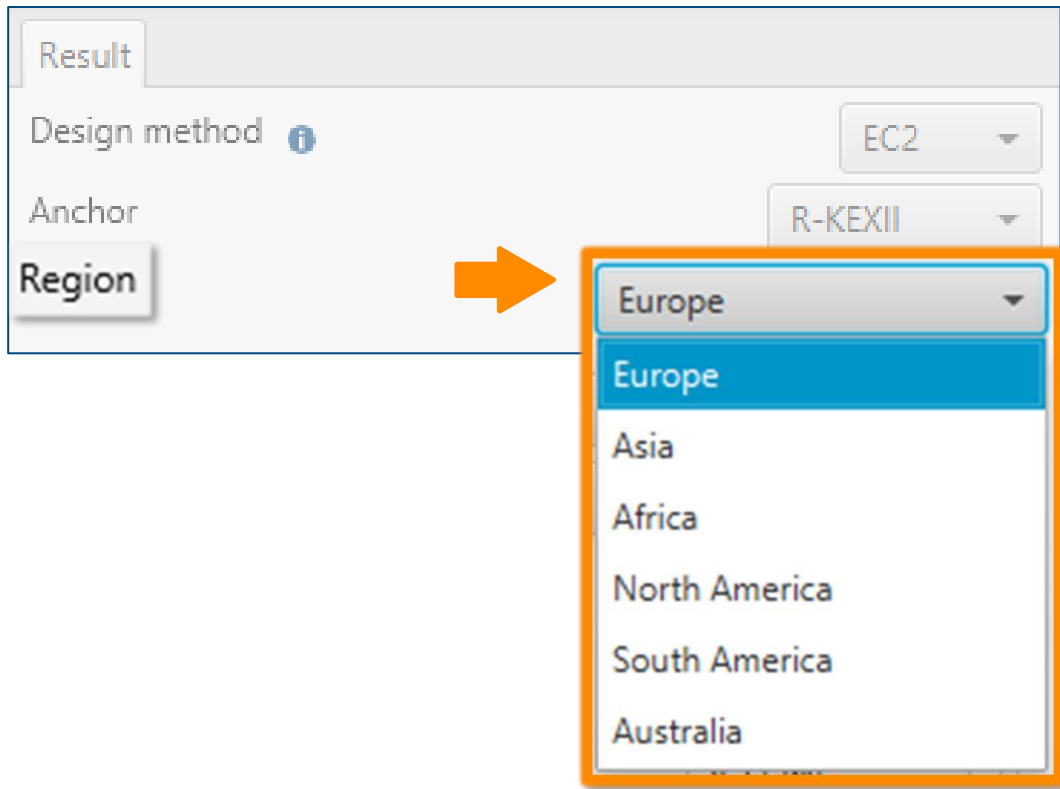 Result
Design method
EC2
Anchor
R-KEXII
Region
Europe
Europe
Asia
Africa
North America
South America
Australia